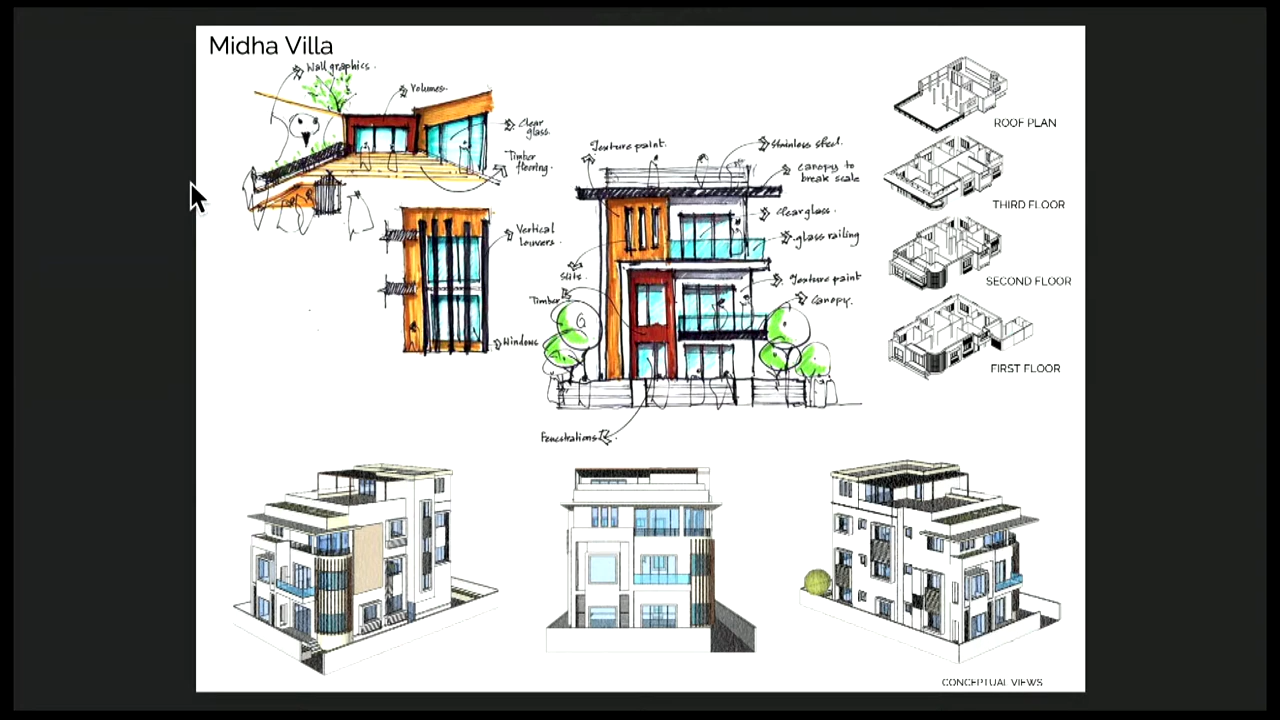 Midha Villa
Wall graphics.
Volumes.
Clear
glass.
Timber
flooring.
Vertical
louvers.
Windows
Texture paint.
Stainless steel.
Canopy to
break scale
Clear glass.
glass railing
Slits.
Timber
Texture paint
Canopy.
Fenestrations
ROOF PLAN
THIRD FLOOR
SECOND FLOOR
FIRST FLOOR
CONCEPTUAL VIEWS